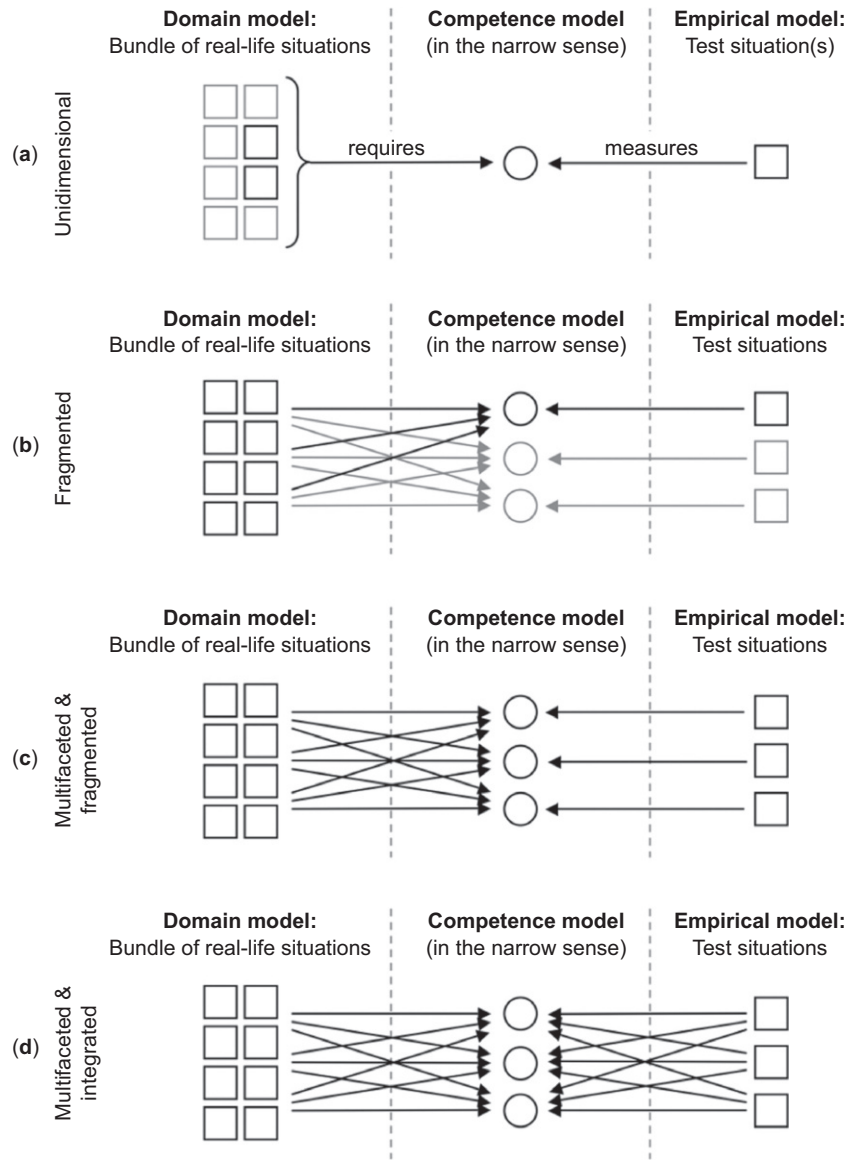 Domain model: Competence model Empirical model:
Bundle of real-life situations (in the narrow sense) Test situation(s)
(a) Unidimensional
requires measures
Domain model: Competence model Empirical model:
Bundle of real-life situations (in the narrow sense) Test situations
(b) Fragmented
Domain model: Competence model Empirical model:
Bundle of real-life situations (in the narrow sense) Test situations
(c) Multifaceted &
fragmented
Domain model: Competence model Empirical model:
Bundle of real-life situations (in the narrow sense) Test situations
(d) Multifaceted &
integrated